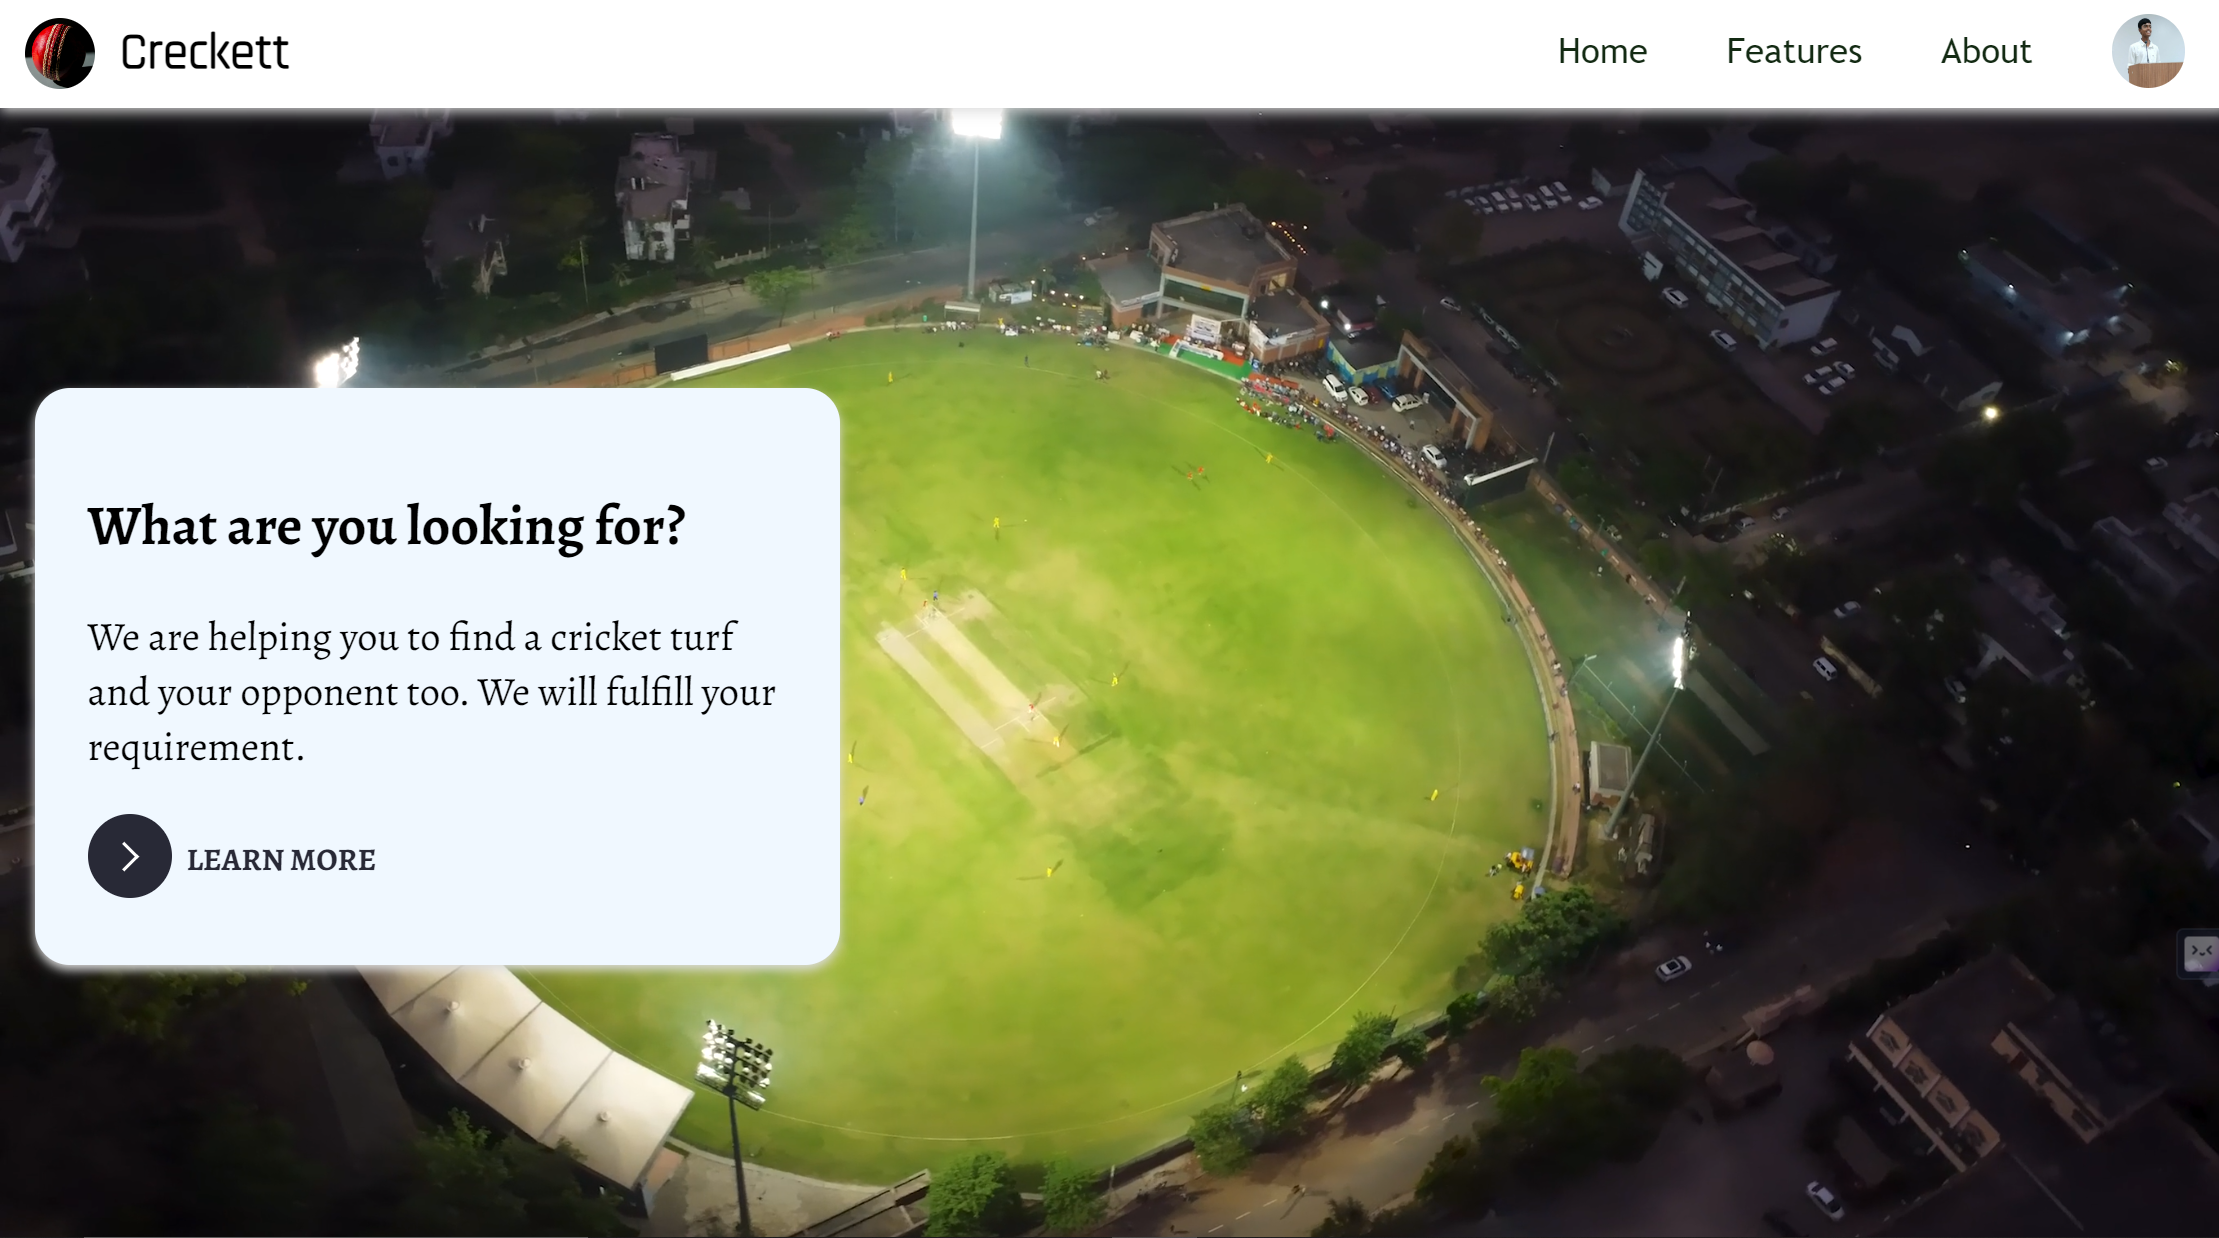 Creckett
Home
Features
About
What are you looking for?
We are helping you to find a cricket turf
and your opponent too. We will fulfill your
requirement.
LEARN MORE